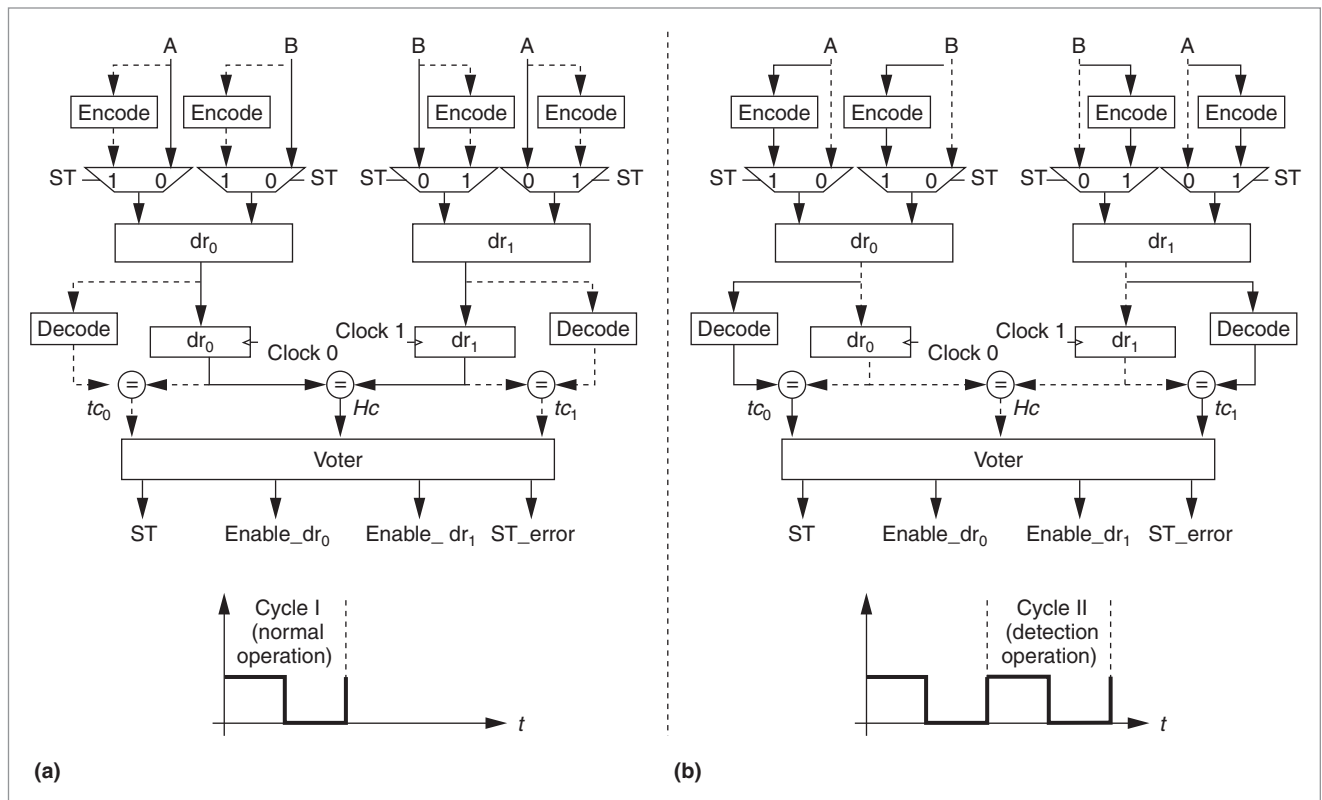 A B B A
Encode Encode Encode Encode
ST 1 0 1 0 ST ST 0 1 0 1 ST
dr0 dr1
Decode Decode
Clock 1
dr0 dr1
Clock 0
= = =
tc0 Hc tc1
Voter
ST Enable_dr0 Enable_ dr1 ST_error
Cycle I
(normal
operation)
t
(a)
A B B A
Encode Encode Encode Encode
ST 1 0 1 0 ST ST 0 1 0 1 ST
dr0 dr1
Decode Decode
Clock 1
dr0 dr1
Clock 0
= = =
tc0 Hc tc1
Voter
ST Enable_dr0 Enable_dr1 ST_error
Cycle II
(detection
operation)
t
(b)